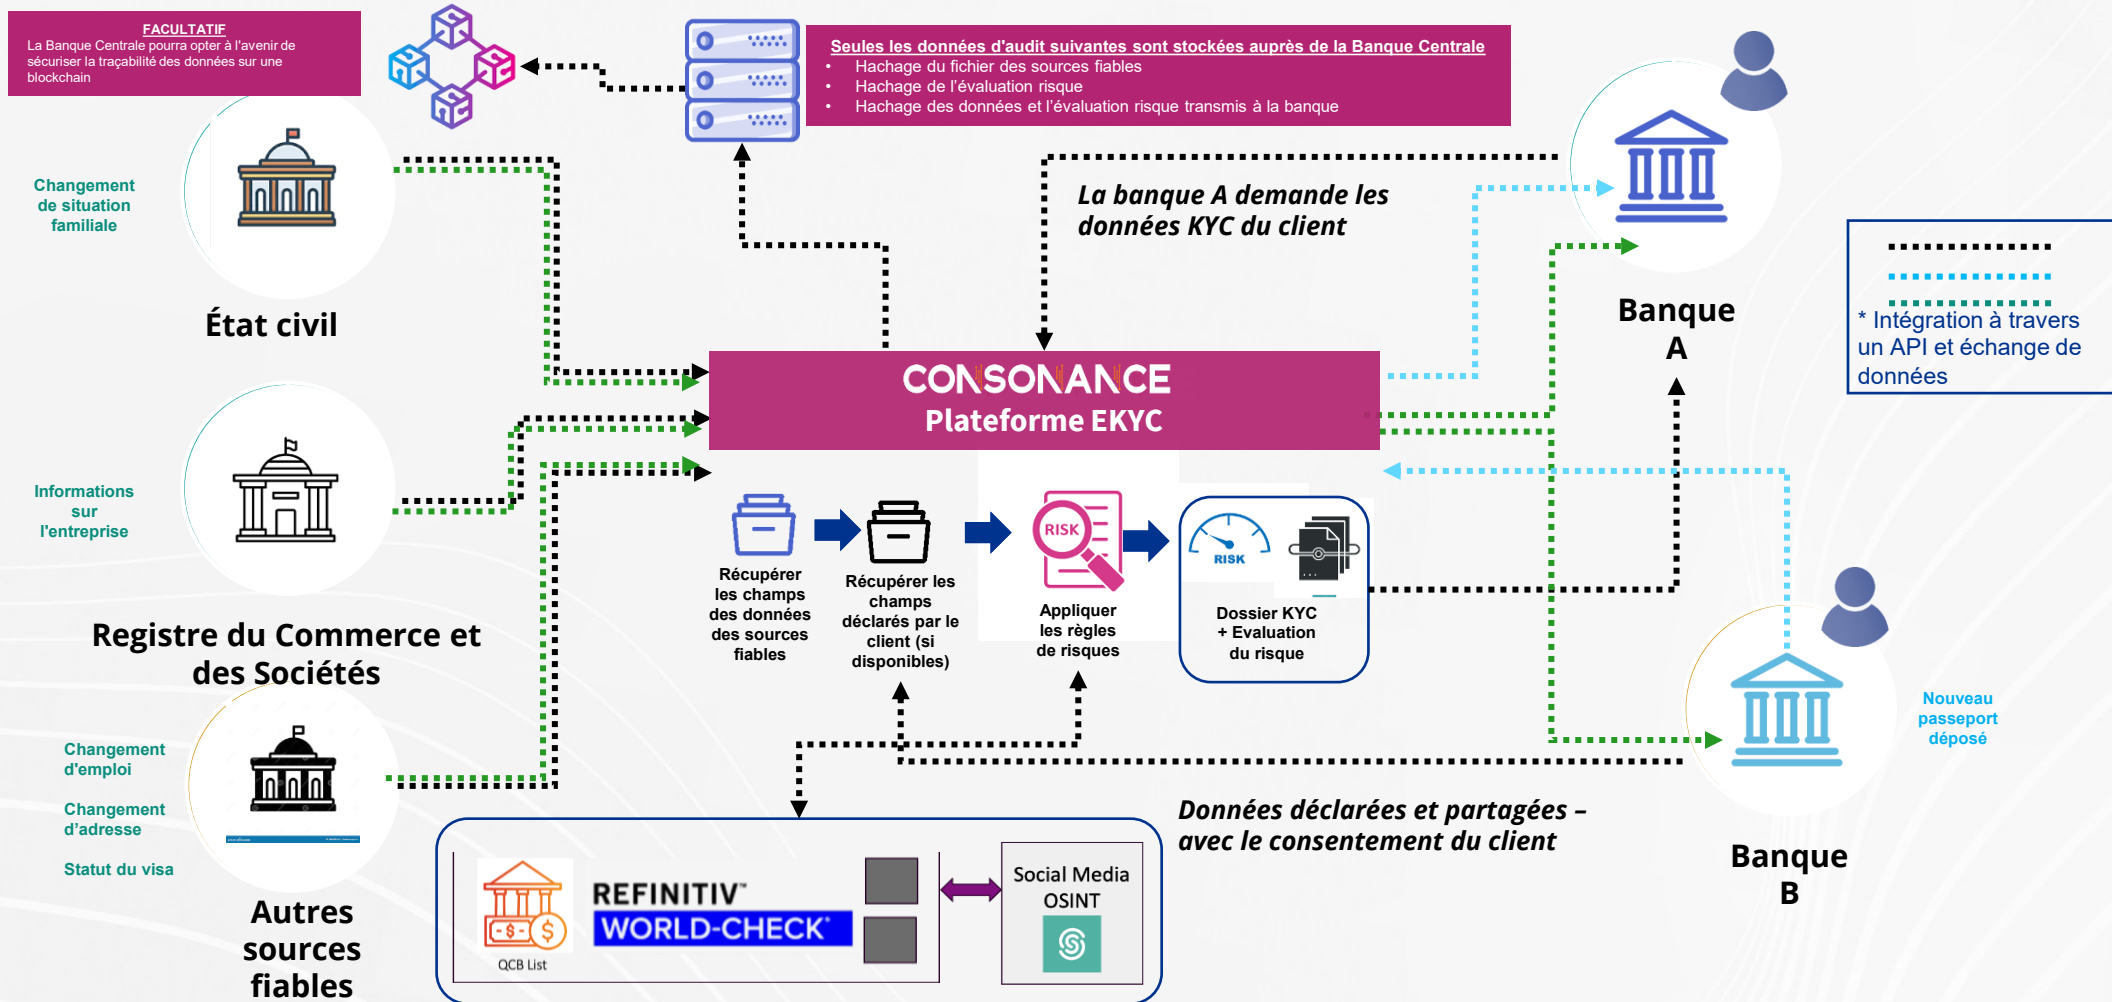 FACULTATIF
La Banque Centrale pourra opter à l'avenir de
sécuriser la traçabilité des données sur une
blockchain
Seules les données d'audit suivantes sont stockées auprès de la Banque Centrale
• Hachage du fichier des sources fiables
• Hachage de l'évaluation risque
• Hachage des données et l'évaluation risque transmis à la banque
Changement
de situation
familiale
État civil
La banque A demande les
données KYC du client
Banque
A
* Intégration à travers
un API et échange de
données
CONSONANCE
Plateforme EKYC
Informations
sur
l'entreprise
Registre du Commerce et
des Sociétés
Récupérer
les champs
des données
des sources
fiables
Récupérer les
champs
déclarés par le
client (si
disponibles)
RISK
Appliquer
les règles
de risques
RISK
Dossier KYC
+ Evaluation
du risque
Changement
d'emploi
Changement
d’adresse
Statut du visa
Autres
sources
fiables
Nouveau
passeport
déposé
Banque
B
Données déclarées et partagées –
avec le consentement du client
QCB List
REFINITIV™
WORLD-CHECK®
Social Media
OSINT